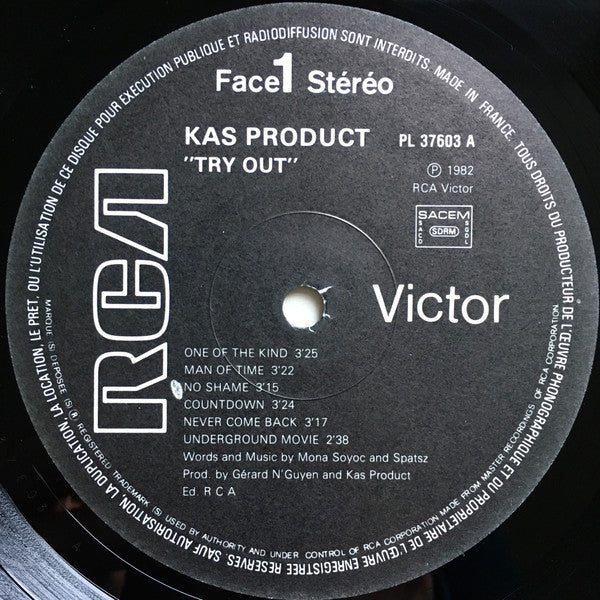 Face 1 Stéréo
KAS PRODUCT
"TRY OUT"
PL 37603 A
Ⓟ 1982
RCA Victor
SACEM
SACD
SDRM
SGDL
RCA
Victor
ONE OF THE KIND 3'25
MAN OF TIME 3'22
NO SHAME 3'15
COUNTDOWN 3'24
NEVER COME BACK 3'17
UNDERGROUND MOVIE 2'38
Words and Music by Mona Soyoc and Spatsz
Prod. by Gérard N'Guyen and Kas Product
Ed. R C A
MADE IN FRANCE. TOUS DROITS DU PRODUCTEUR DE L'ŒUVRE PHONOGRAPHIQUE ET DU PROPRIETAIRE DE L'ŒUVRE ENREGISTREE RESERVES. SAUF AUTORISATION, LA DUPLICATION, LA LOCATION, LE PRET, OU L'UTILISATION DE CE DISQUE POUR EXECUTION PUBLIQUE ET RADIODIFFUSION SONT INTERDITS.
MARQUE (S) DEPOSEE (S) ® REGISTERED TRADEMARK (S) USED BY AUTHORITY AND UNDER CONTROL OF RCA CORPORATION. MADE FROM MASTER RECORDINGS OF RCA CORPORATION